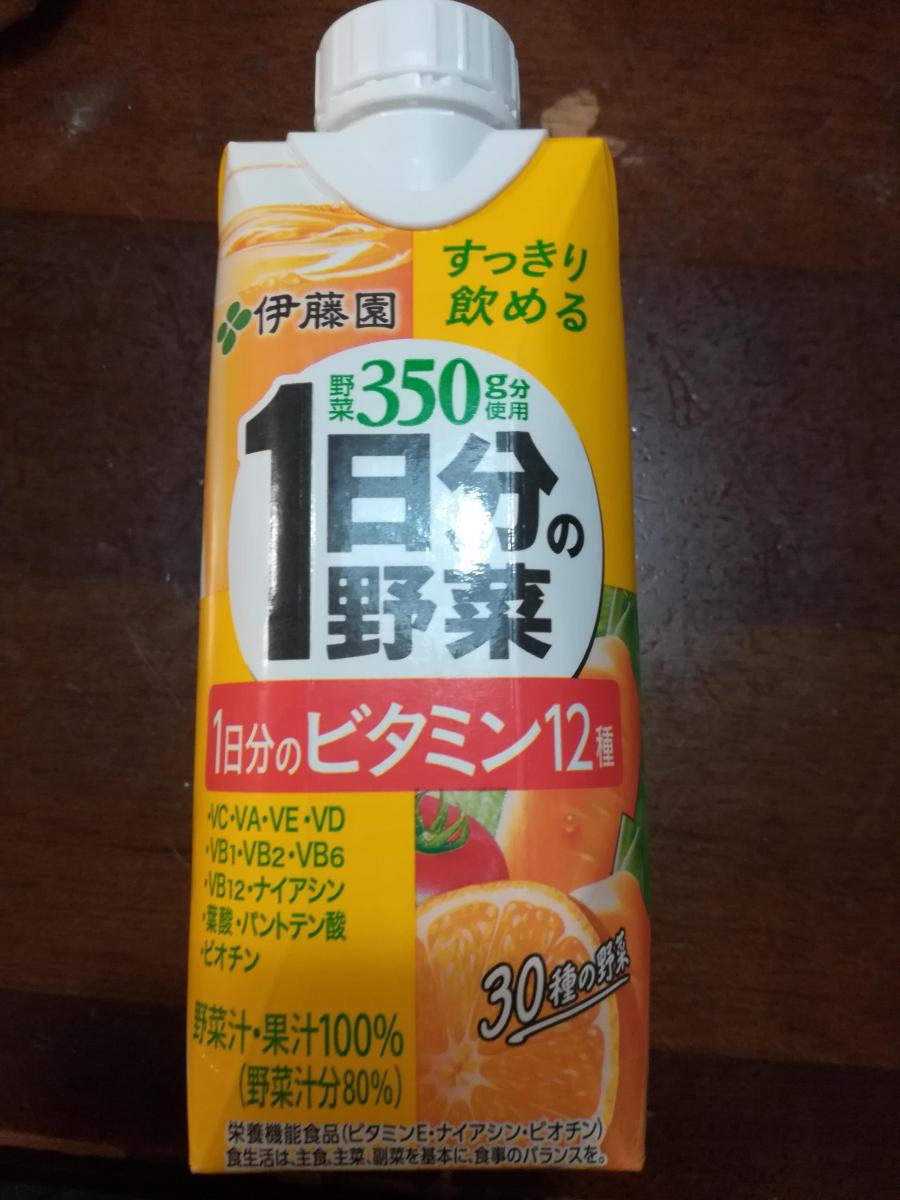 伊藤園
すっきり
飲める
野菜350g分使用
1日分の
野菜
1日分のビタミン12種
・VC・VA・VE・VD
・VB1・VB2・VB6
・VB12・ナイアシン
・葉酸・パントテン酸
・ビオチン
30種の野菜
野菜汁・果汁100%
(野菜汁分80%)
栄養機能食品(ビタミンE・ナイアシン・ビオチン)
食生活は、主食、主菜、副菜を基本に、食事のバランスを。